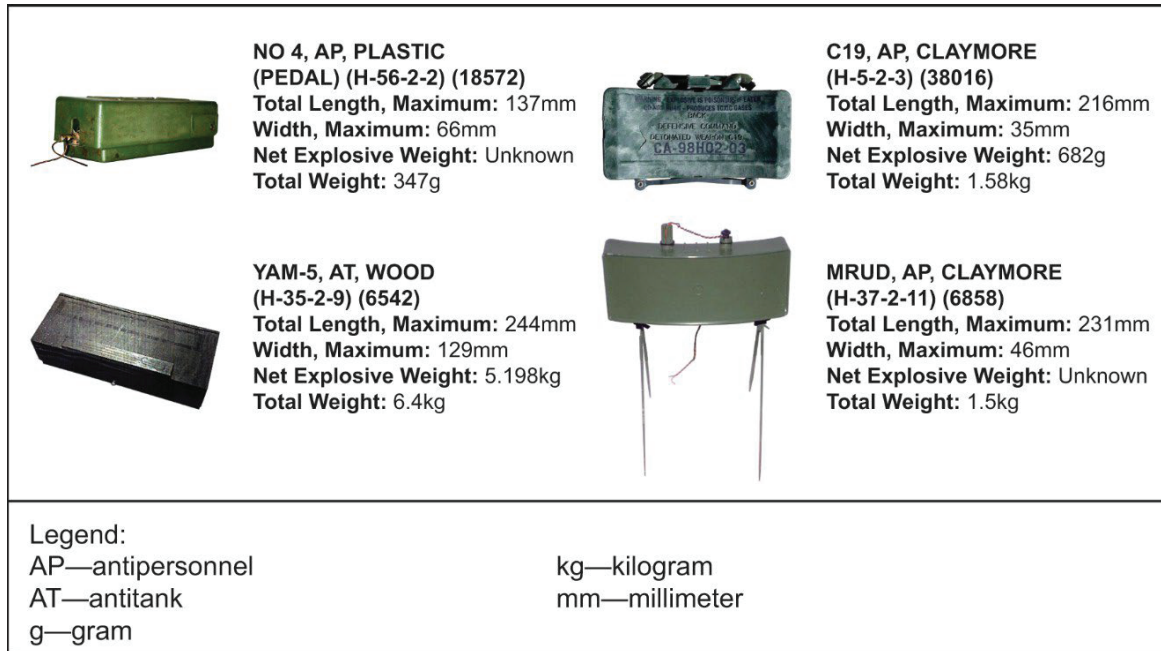 NO 4, AP, PLASTIC
(PEDAL) (H-56-2-2) (18572)
Total Length, Maximum: 137mm
Width, Maximum: 66mm
Net Explosive Weight: Unknown
Total Weight: 347g
C19, AP, CLAYMORE
(H-5-2-3) (38016)
Total Length, Maximum: 216mm
Width, Maximum: 35mm
Net Explosive Weight: 682g
Total Weight: 1.58kg
BACK
DEFENSIVE COMMAND
DETONATED WEAPON C19
CA-98H02-03
YAM-5, AT, WOOD
(H-35-2-9) (6542)
Total Length, Maximum: 244mm
Width, Maximum: 129mm
Net Explosive Weight: 5.198kg
Total Weight: 6.4kg
MRUD, AP, CLAYMORE
(H-37-2-11) (6858)
Total Length, Maximum: 231mm
Width, Maximum: 46mm
Net Explosive Weight: Unknown
Total Weight: 1.5kg
Legend:
AP—antipersonnel
AT—antitank
g—gram
kg—kilogram
mm—millimeter